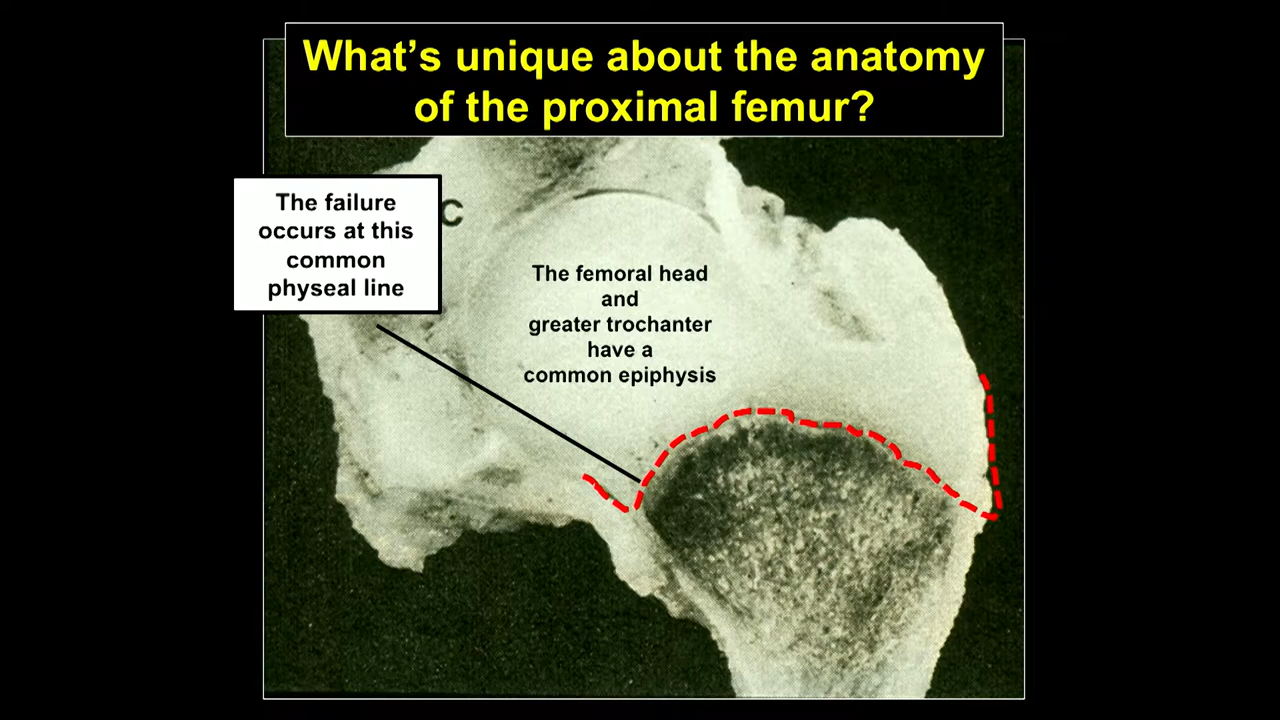 What's unique about the anatomy
of the proximal femur?
The failure
occurs at this
common
physeal line
C
The femoral head
and
greater trochanter
have a
common epiphysis